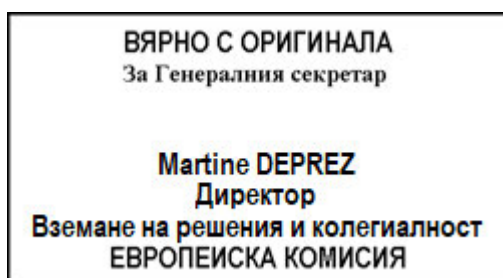 ВЯРНО С ОРИГИНАЛА
За Генералния секретар
Martine DEPREZ
Директор
Вземане на решения и колегиалност
ЕВРОПЕИСКА КОМИСИЯ